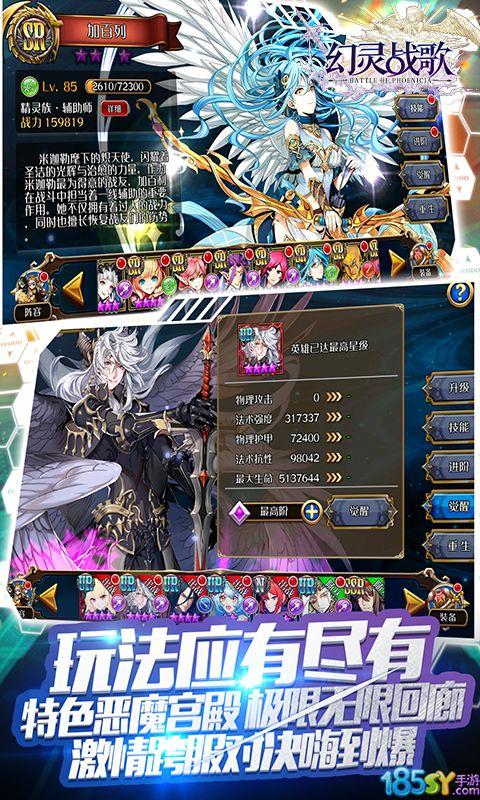 SR
加百列
幻灵战歌
BATTLE OF PHOENICIA
Lv. 85
2610/72300
精灵族·辅助师
详细
战力 159819
技能
进阶
觉醒
重生
米迦勒麾下的炽天使，闪耀着
圣洁的光辉与治愈的力量。作为
米迦勒最为得意的战友，加百列
在战斗中担当着一线辅助的重要
作用。她不仅拥有着过人的战力
，同时也擅长恢复战友们的伤势
阵容
装备
?
UR
英雄已达最高星级
物理攻击 0 -
法术强度 317337 -
物理护甲 72400 -
法术抗性 98042 -
最大生命 5137644 -
最高阶
觉醒
升级
技能
进阶
觉醒
重生
装备
玩法应有尽有
特色恶魔宫殿 极限无限回廊
激情跨服对决嗨到爆
185SY手游
.com